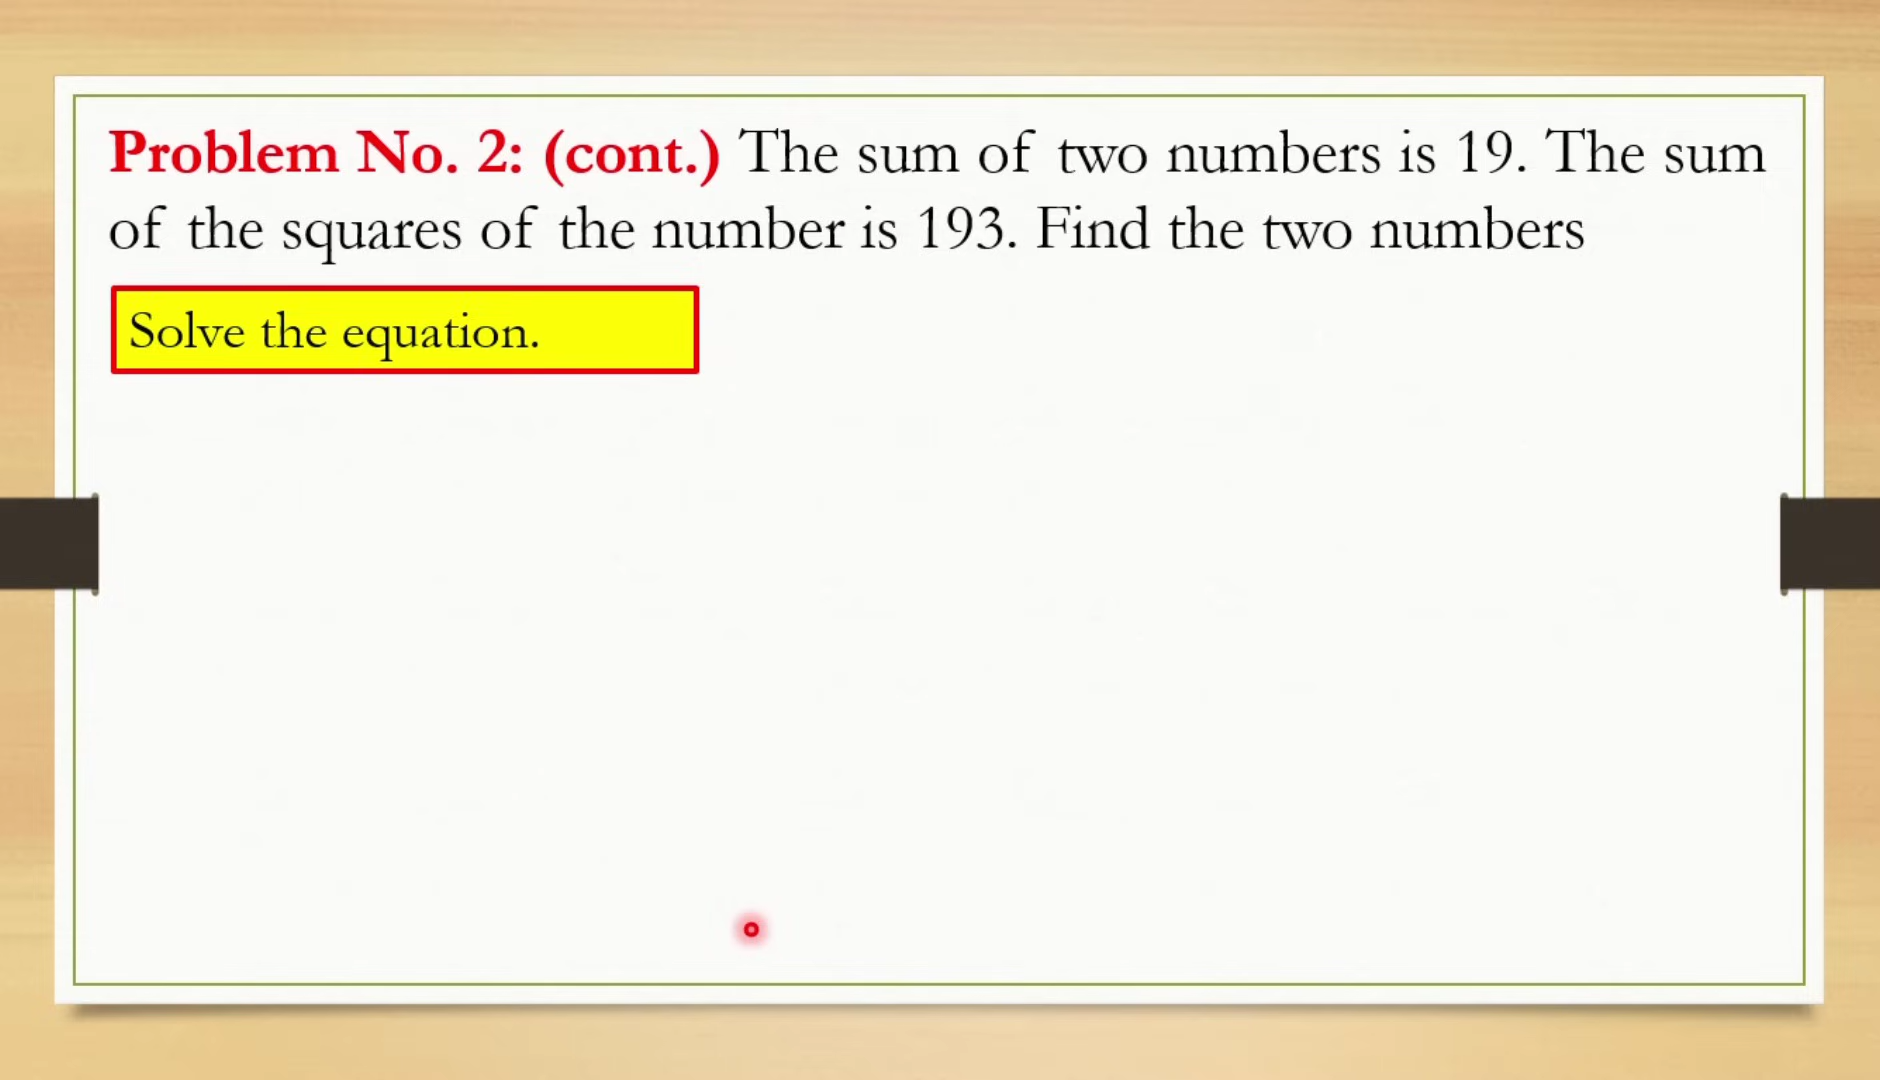 Problem No. 2: (cont.) The sum of two numbers is 19. The sum
of the squares of the number is 193. Find the two numbers
Solve the equation.